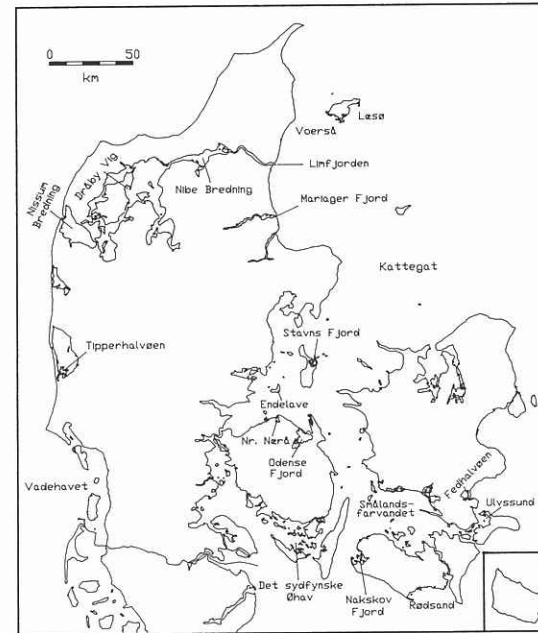 0 50
km
Læsø
Voerså
Dråby Vig
Limfjorden
Nibe Bredning
Nissum
Bredning
Mariager Fjord
Kattegat
Stavns Fjord
Tipperhalvøen
Endelave
Nr. Nærå
Odense
Fjord
Fedhalvøen
Vadehavet
Smålands-
farvandet
Ulvssund
Det sydfynske
Øhav
Nakskov
Fjord
Rødsand